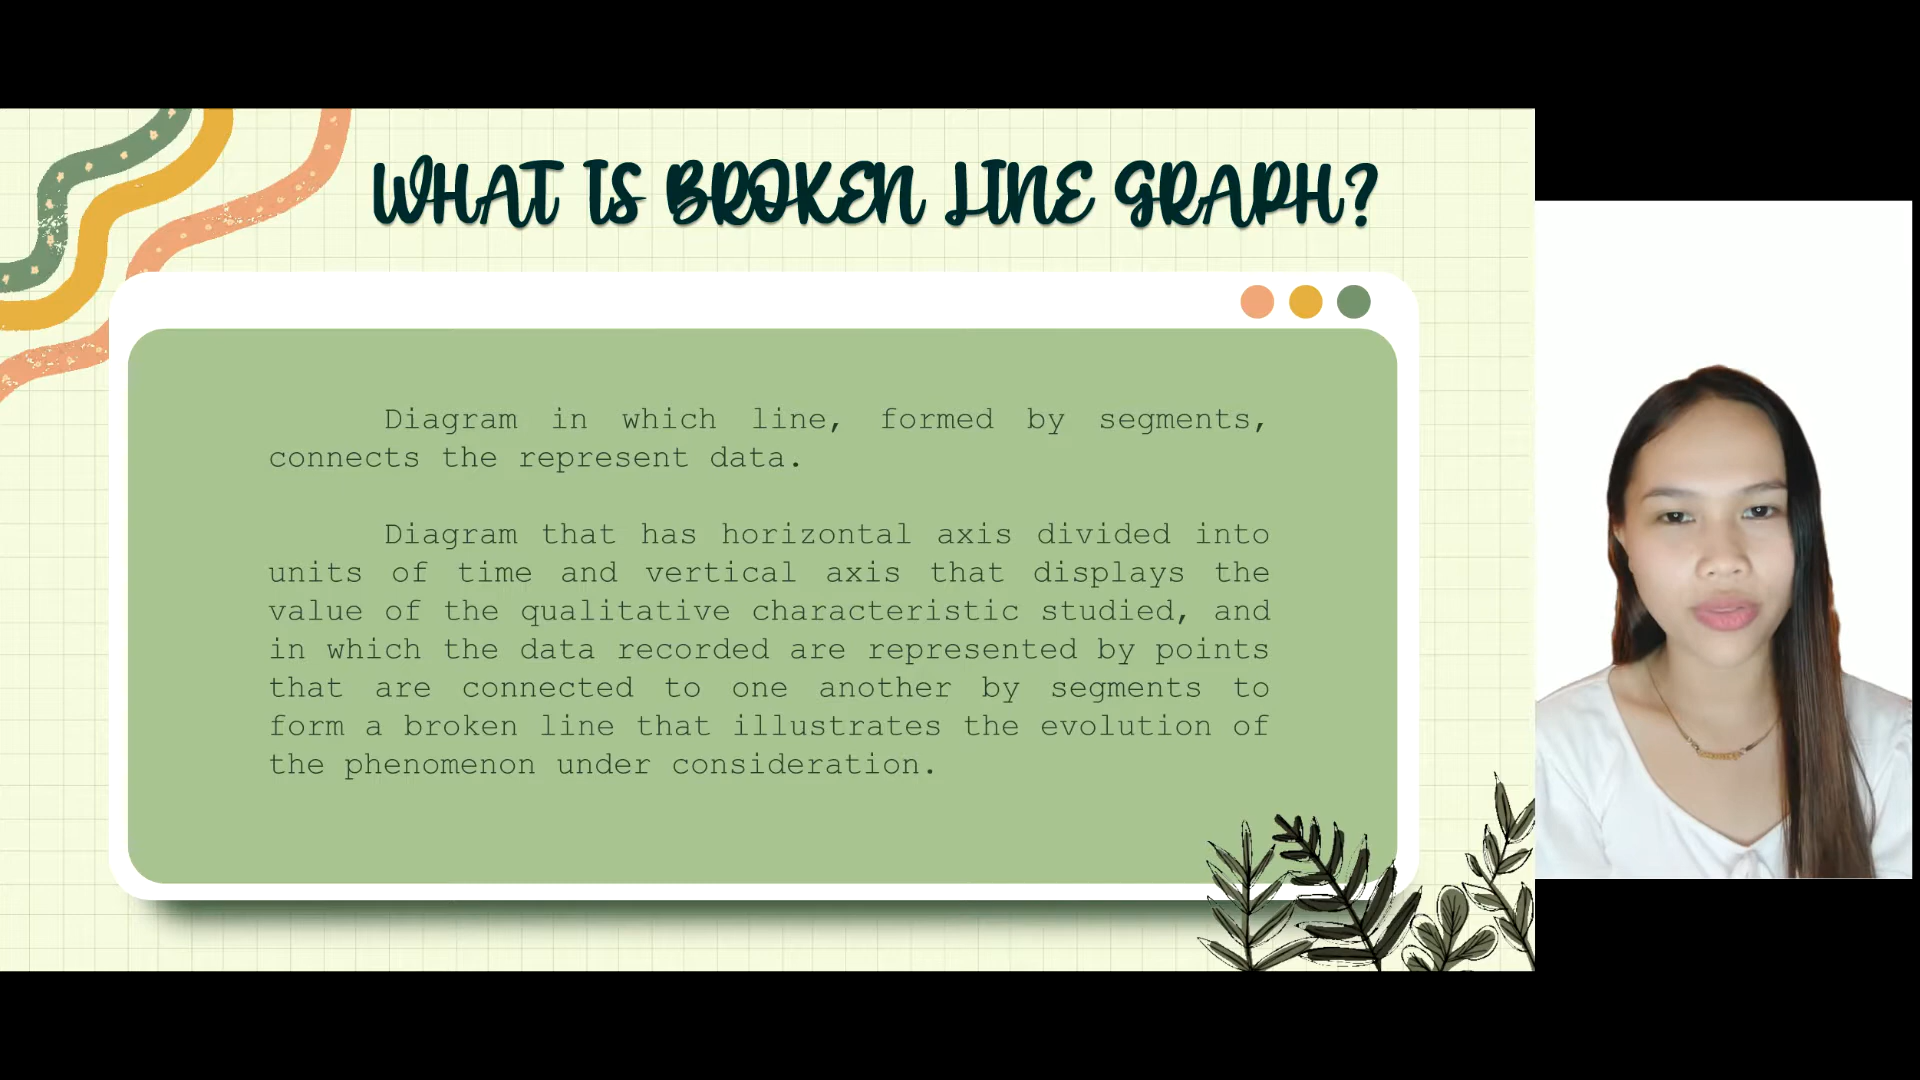 WHAT IS BROKEN LINE GRAPH?
Diagram in which line, formed by segments,
connects the represent data.
Diagram that has horizontal axis divided into
units of time and vertical axis that displays the
value of the qualitative characteristic studied, and
in which the data recorded are represented by points
that are connected to one another by segments to
form a broken line that illustrates the evolution of
the phenomenon under consideration.